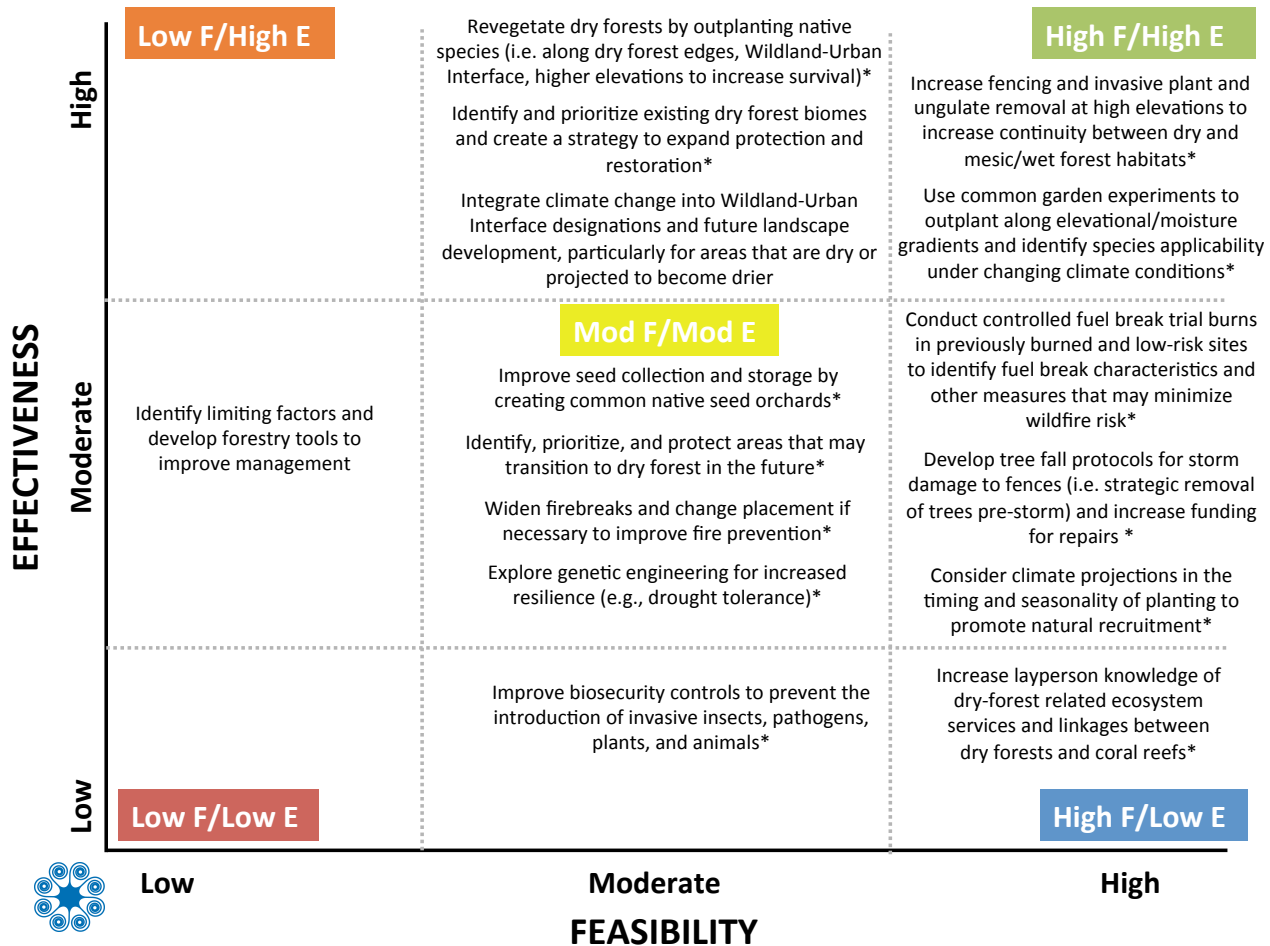 Low F/High E
Revegetate dry forests by outplanting native
species (i.e. along dry forest edges, Wildland-Urban
Interface, higher elevations to increase survival)*
Identify and prioritize existing dry forest biomes
and create a strategy to expand protection and
restoration*
Integrate climate change into Wildland-Urban
Interface designations and future landscape
development, particularly for areas that are dry or
projected to become drier
High F/High E
Increase fencing and invasive plant and
ungulate removal at high elevations to
increase continuity between dry and
mesic/wet forest habitats*
Use common garden experiments to
outplant along elevational/moisture
gradients and identify species applicability
under changing climate conditions*
Identify limiting factors and
develop forestry tools to
improve management
Mod F/Mod E
Improve seed collection and storage by
creating common native seed orchards*
Identify, prioritize, and protect areas that may
transition to dry forest in the future*
Widen firebreaks and change placement if
necessary to improve fire prevention*
Explore genetic engineering for increased
resilience (e.g., drought tolerance)*
Conduct controlled fuel break trial burns
in previously burned and low-risk sites
to identify fuel break characteristics and
other measures that may minimize
wildfire risk*
Develop tree fall protocols for storm
damage to fences (i.e. strategic removal
of trees pre-storm) and increase funding
for repairs *
Consider climate projections in the
timing and seasonality of planting to
promote natural recruitment*
Low F/Low E
Improve biosecurity controls to prevent the
introduction of invasive insects, pathogens,
plants, and animals*
Increase layperson knowledge of
dry-forest related ecosystem
services and linkages between
dry forests and coral reefs*
High F/Low E
EFFECTIVENESS
High
Moderate
Low
Low
Moderate
High
FEASIBILITY